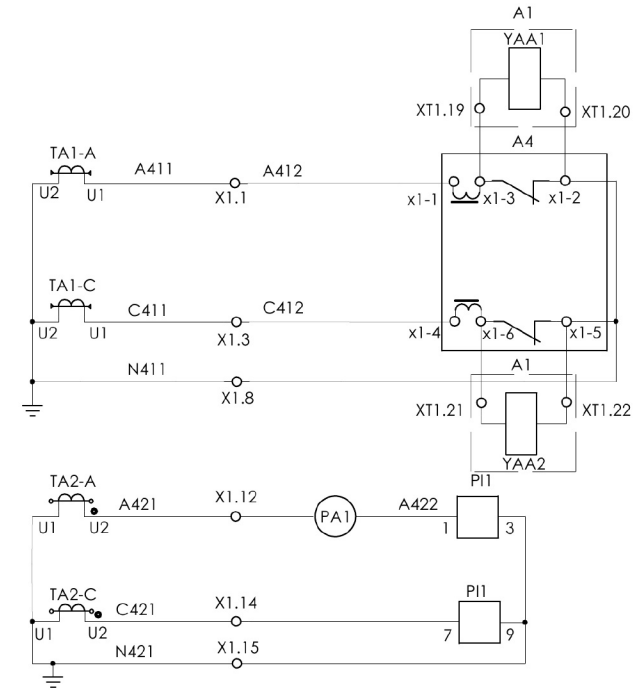 A1
YAA1
XT1.19
XT1.20
A4
TA1-A
A411
A412
U2
U1
X1.1
x1-1
x1-3
x1-2
TA1-C
C411
C412
U2
U1
X1.3
x1-4
x1-6
x1-5
N411
X1.8
A1
XT1.21
XT1.22
YAA2
TA2-A
A421
X1.12
PA1
A422
PI1
U1
U2
1
3
TA2-C
C421
X1.14
PI1
U1
U2
7
9
N421
X1.15